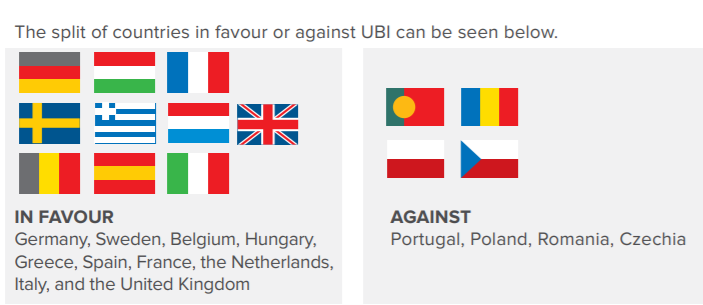 The split of countries in favour or against UBI can be seen below.
IN FAVOUR
Germany, Sweden, Belgium, Hungary,
Greece, Spain, France, the Netherlands,
Italy, and the United Kingdom
AGAINST
Portugal, Poland, Romania, Czechia